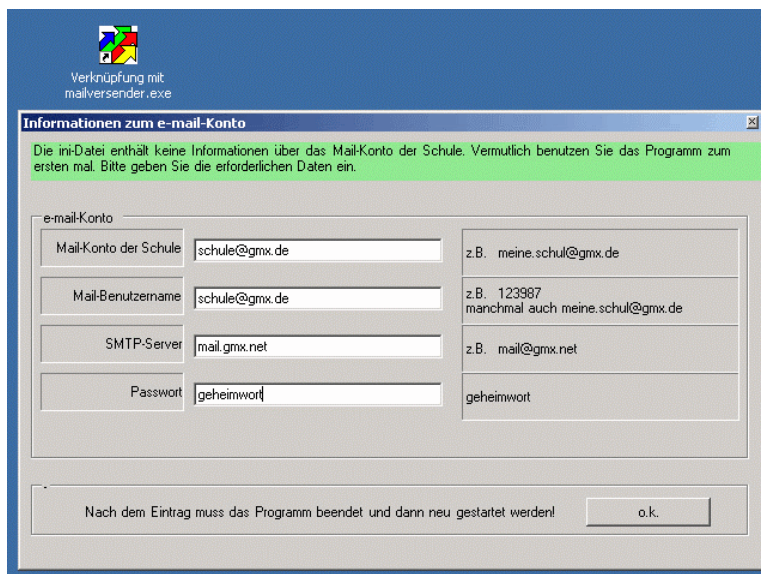 Verknüpfung mit
mailversender.exe
Informationen zum e-mail-Konto
Die ini-Datei enthält keine Informationen über das Mail-Konto der Schule. Vermutlich benutzen Sie das Programm zum
ersten mal. Bitte geben Sie die erforderlichen Daten ein.
e-mail-Konto
Mail-Konto der Schule
schule@gmx.de
z.B. meine.schul@gmx.de
Mail-Benutzername
schule@gmx.de
z.B. 123987
manchmal auch meine.schul@gmx.de
SMTP-Server
mail.gmx.net
z.B. mail@gmx.net
Passwort
geheimwort
geheimwort
Nach dem Eintrag muss das Programm beendet und dann neu gestartet werden!
o.k.